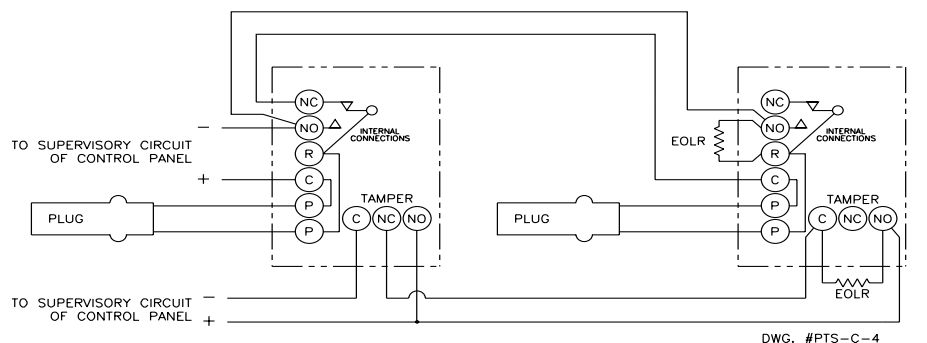 NC
NO
R
C
P
P
INTERNAL
CONNECTIONS
TAMPER
C NC NO
–
TO SUPERVISORY CIRCUIT
OF CONTROL PANEL
+
PLUG
–
TO SUPERVISORY CIRCUIT
OF CONTROL PANEL
+
NC
NO
R
C
P
P
EOLR
INTERNAL
CONNECTIONS
TAMPER
C NC NO
PLUG
EOLR
DWG. #PTS-C-4